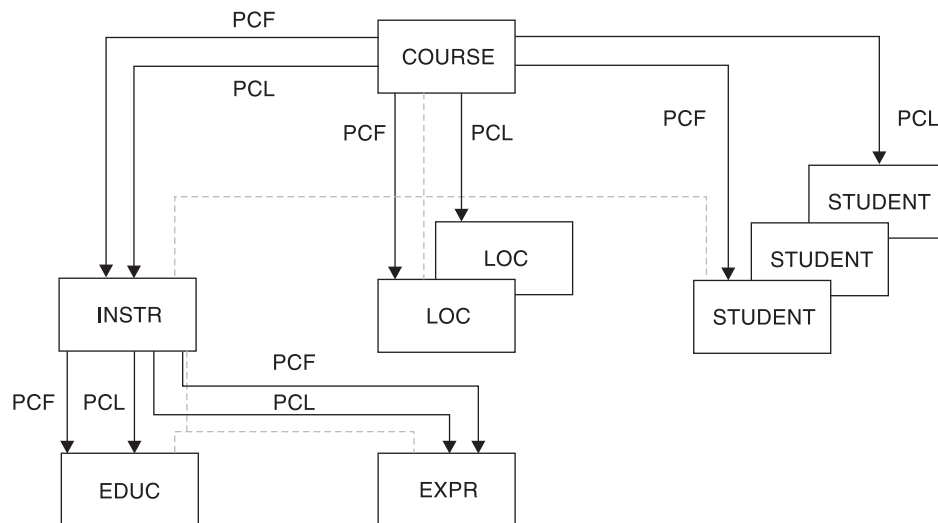 PCF
COURSE
PCL
PCF
PCL
PCF
PCL
STUDENT
LOC
STUDENT
INSTR
LOC
STUDENT
PCF
PCF
PCL
PCL
EDUC
EXPR